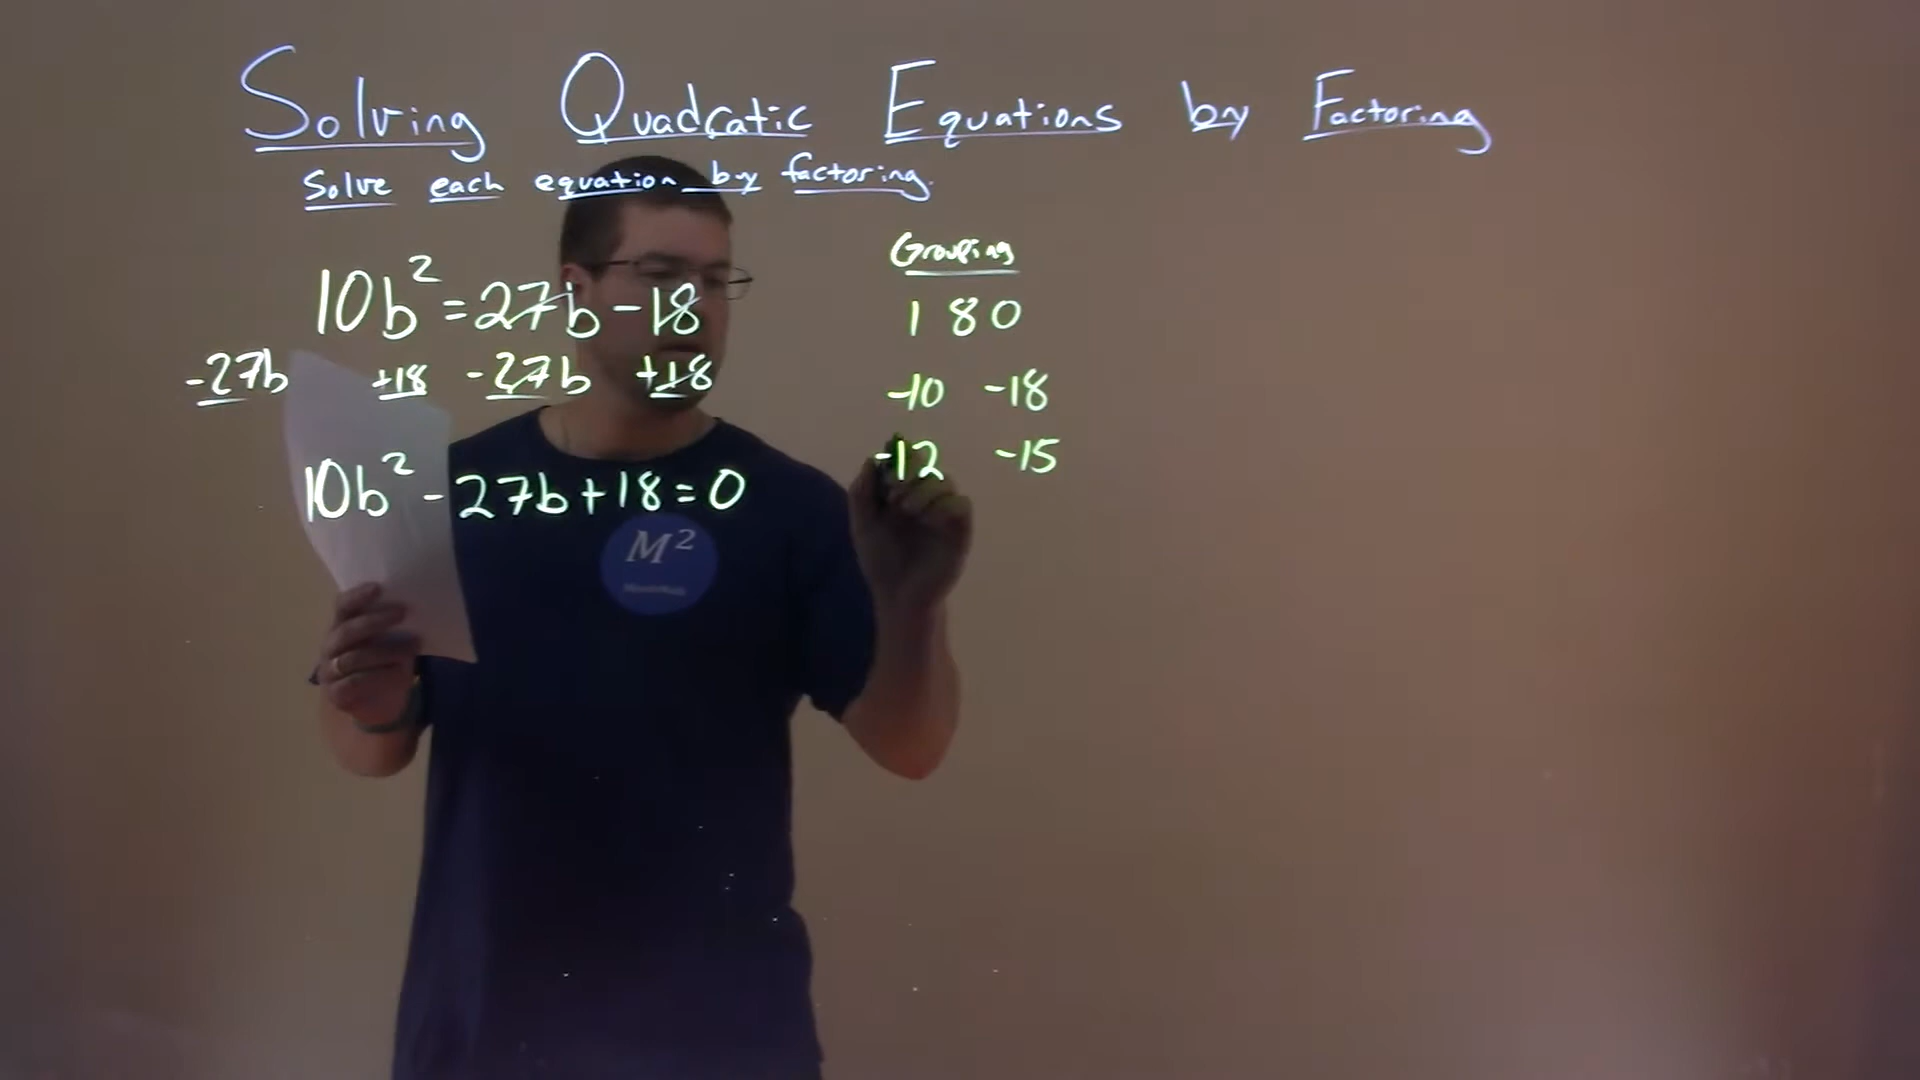 Solving Quadratic Equations by Factoring
Solve each equation by factoring.
10b² = 27b - 18
-27b +18 -27b +18
10b² - 27b + 18 = 0
Grouping
180
-10 -18
-12 -15
M²